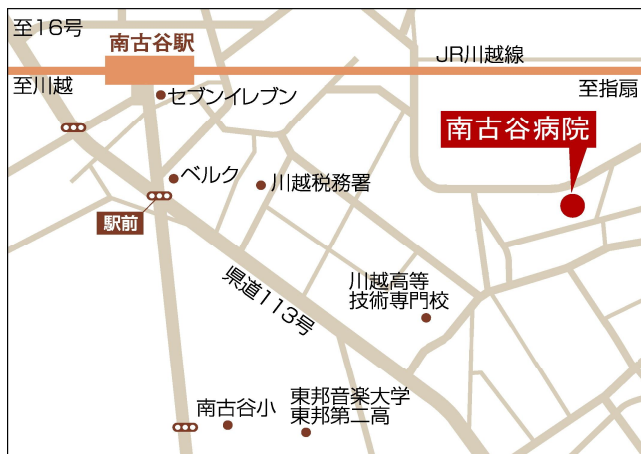 至16号
南古谷駅
JR川越線
至川越
至指扇
セブンイレブン
南古谷病院
ベルク
川越税務署
駅前
県道113号
川越高等
技術専門校
南古谷小
東邦音楽大学
東邦第二高